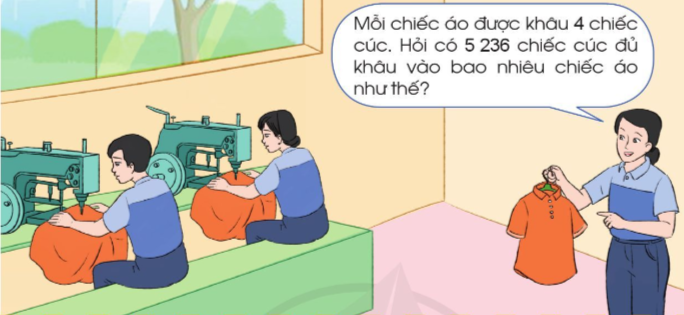 Mỗi chiếc áo được khâu 4 chiếc
cúc. Hỏi có 5 236 chiếc cúc đủ
khâu vào bao nhiêu chiếc áo
như thế?